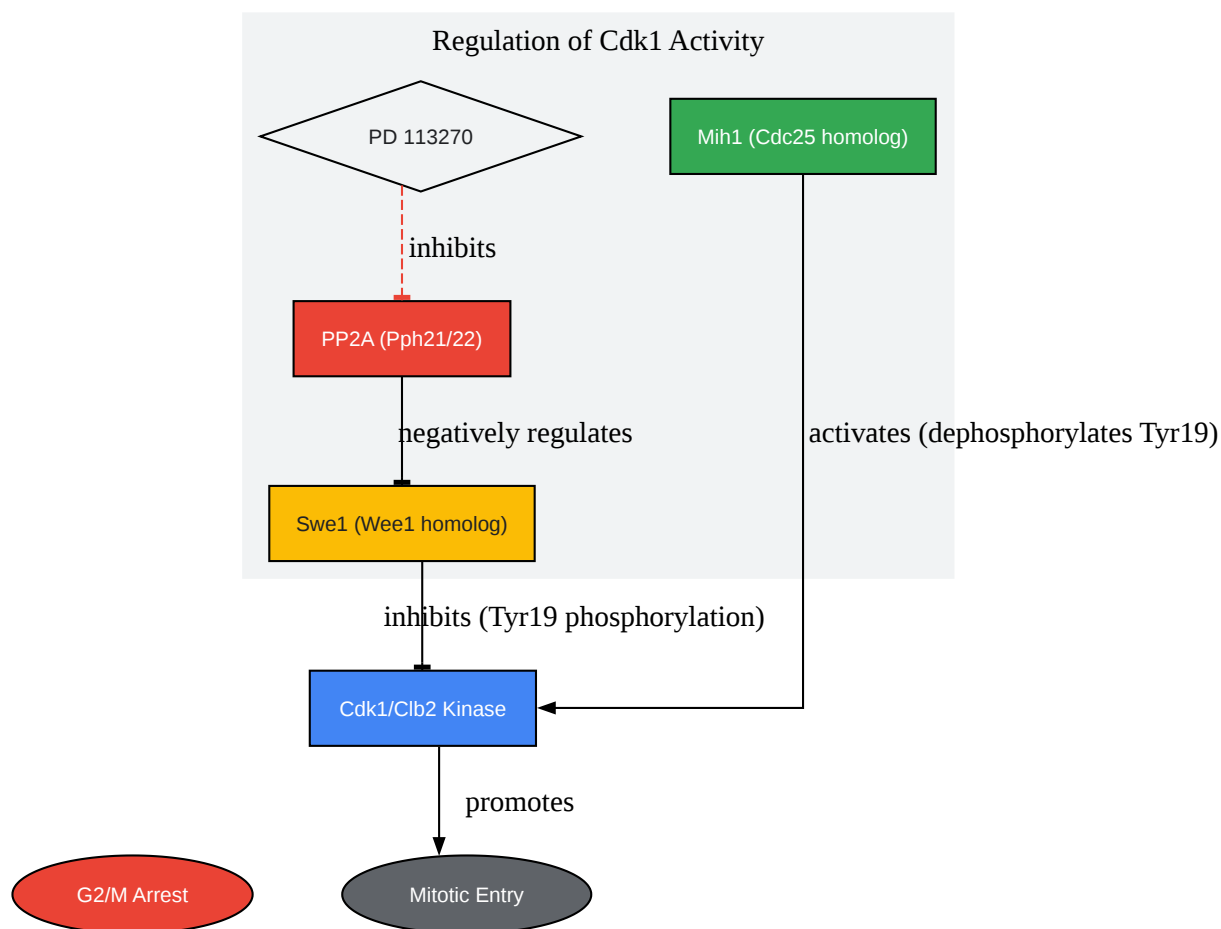 Regulation of Cdk1 Activity
PD 113270
Mih1 (Cdc25 homolog)
inhibits
PP2A (Pph21/22)
negatively regulates
activates (dephosphorylates Tyr19)
Swe1 (Wee1 homolog)
inhibits (Tyr19 phosphorylation)
Cdk1/Clb2 Kinase
promotes
G2/M Arrest
Mitotic Entry